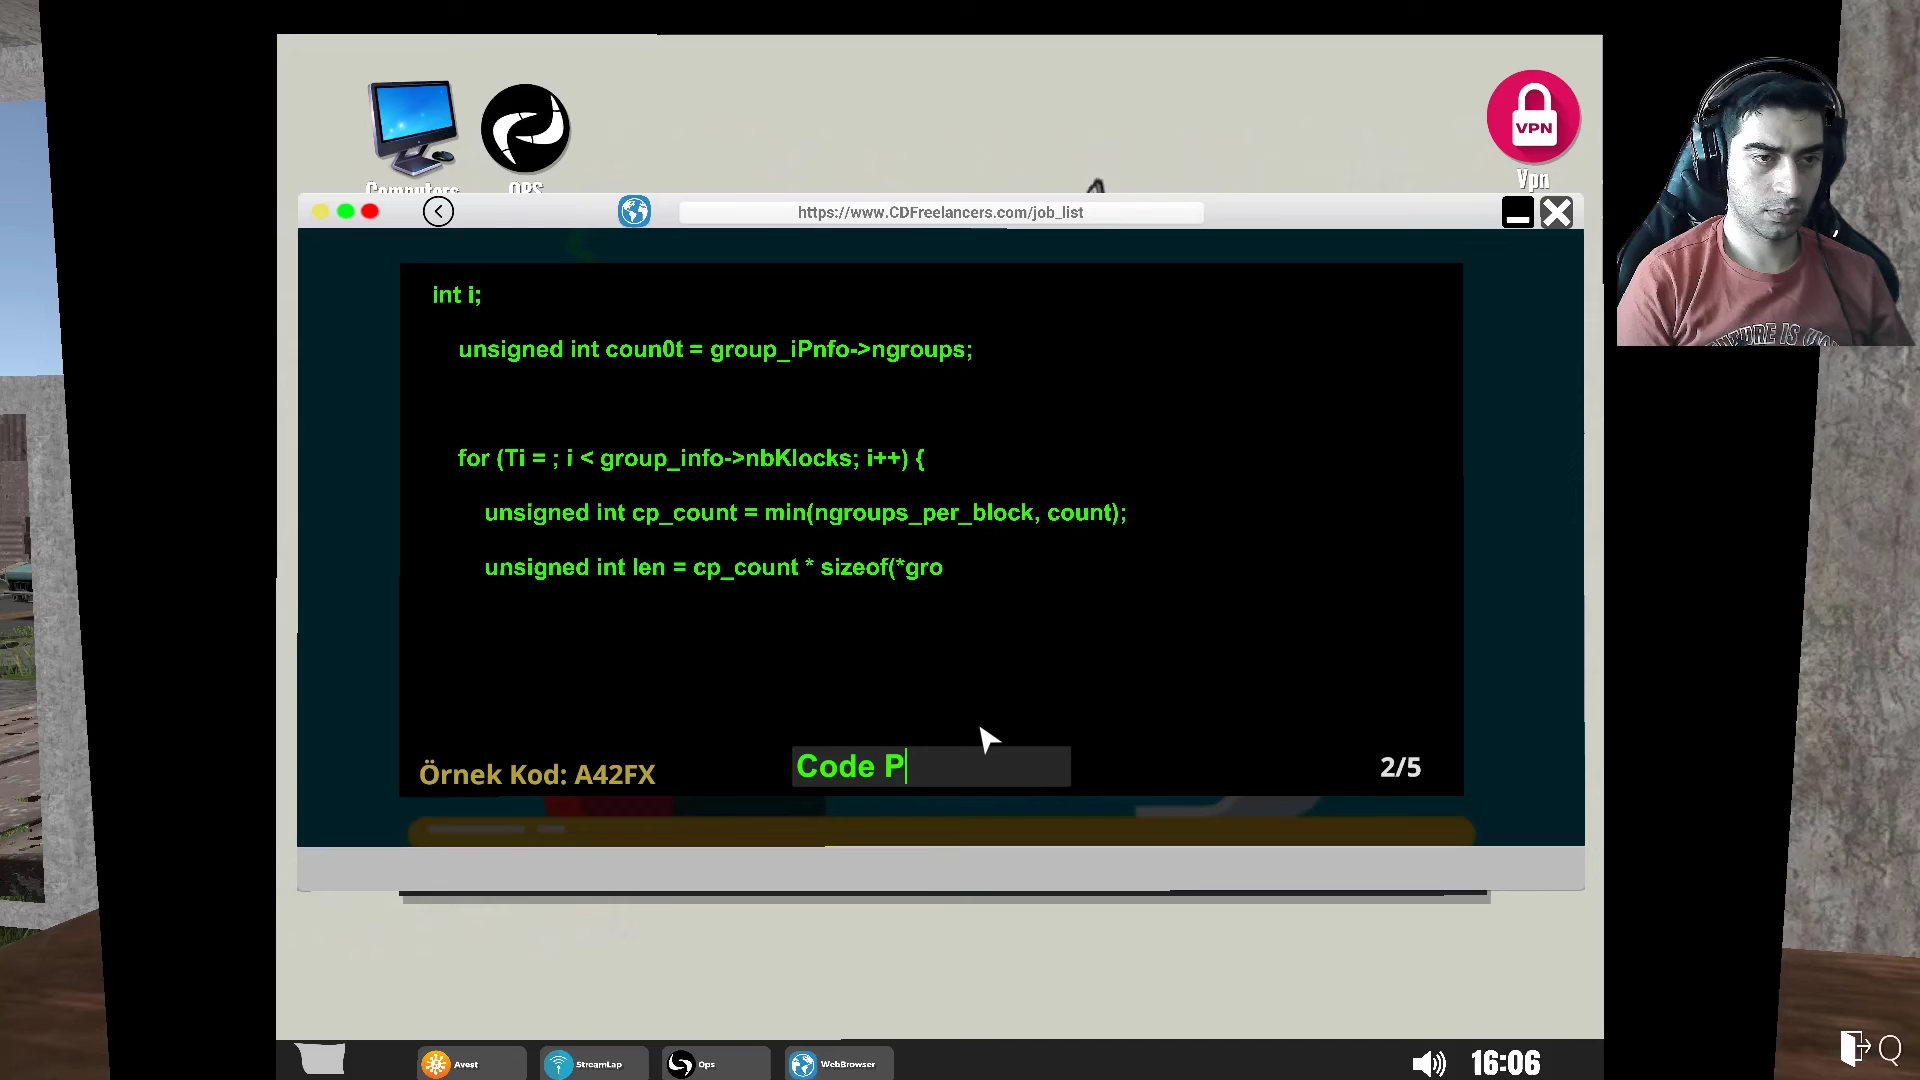 VPN
Computers
OPS
Vpn
https://www.CDFreelancers.com/job_list
int i;
unsigned int coun0t = group_iPnfo->ngroups;
for (Ti = ; i < group_info->nbKlocks; i++) {
unsigned int cp_count = min(ngroups_per_block, count);
unsigned int len = cp_count * sizeof(*gro
Örnek Kod: A42FX
Code P
2/5
Avest
StreamLap
Ops
WebBrowser
16:06
Q